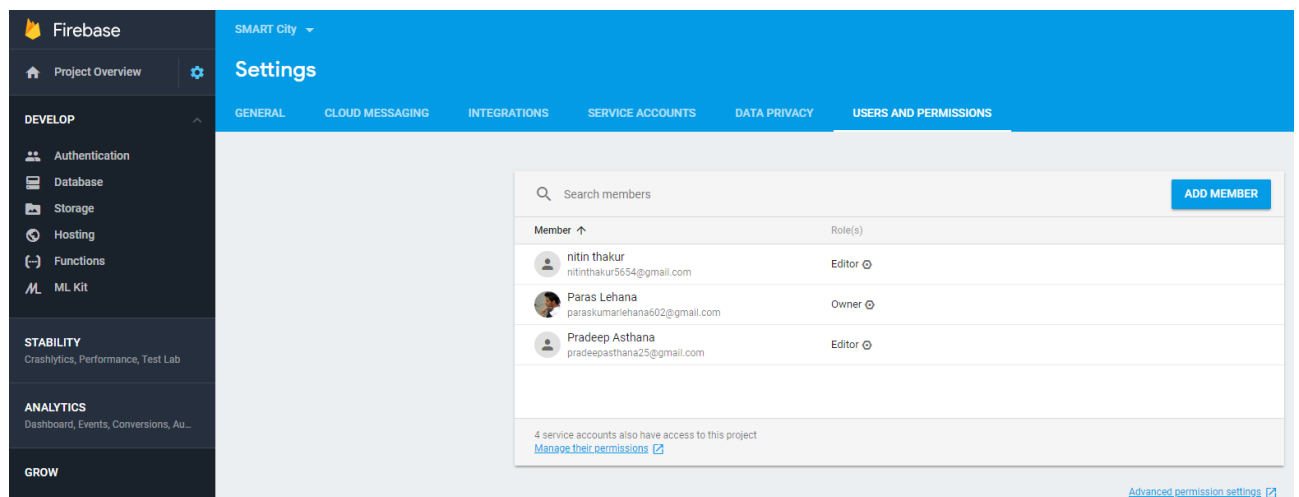 Firebase
Project Overview
DEVELOP
Authentication
Database
Storage
Hosting
Functions
ML Kit
STABILITY
Crashlytics, Performance, Test Lab
ANALYTICS
Dashboard, Events, Conversions, Au...
GROW
SMART City
Settings
GENERAL CLOUD MESSAGING INTEGRATIONS SERVICE ACCOUNTS DATA PRIVACY USERS AND PERMISSIONS
Search members ADD MEMBER
Member Role(s)
nitin thakur
nitinthakur5654@gmail.com
Editor
Paras Lehana
paraskumarlehana602@gmail.com
Owner
Pradeep Asthana
pradeepasthana25@gmail.com
Editor
4 service accounts also have access to this project
Manage their permissions
Advanced permission settings